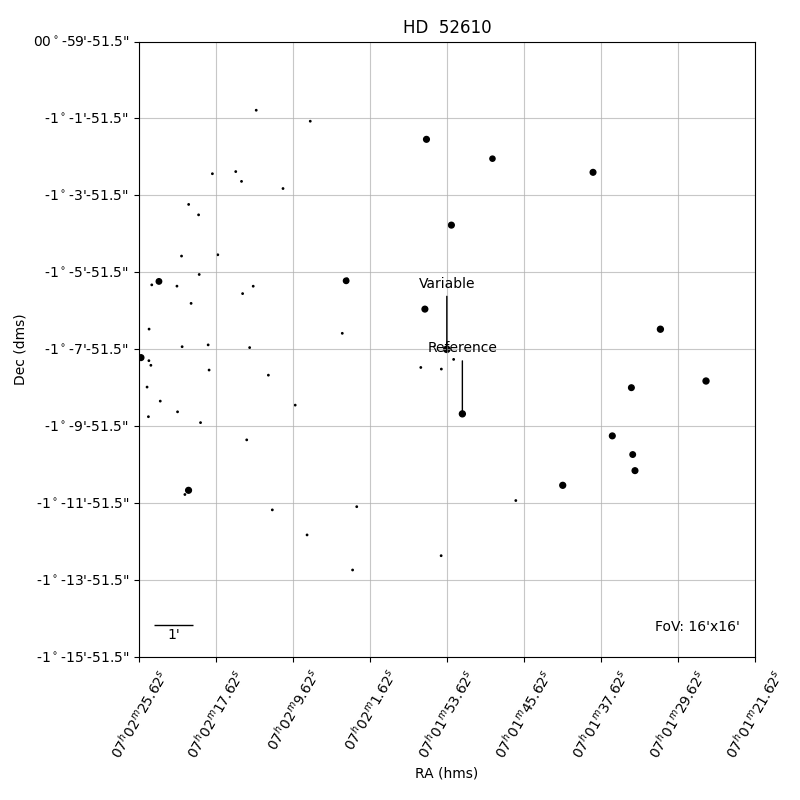 HD  52610
00°-59'-51.5"
-1°-1'-51.5"
-1°-3'-51.5"
-1°-5'-51.5"
-1°-7'-51.5"
-1°-9'-51.5"
-1°-11'-51.5"
-1°-13'-51.5"
-1°-15'-51.5"
Dec (dms)
Variable
Reference
1'
FoV: 16'x16'
07ʰ02ᵐ25.62ˢ
07ʰ02ᵐ17.62ˢ
07ʰ02ᵐ9.62ˢ
07ʰ02ᵐ1.62ˢ
07ʰ01ᵐ53.62ˢ
07ʰ01ᵐ45.62ˢ
07ʰ01ᵐ37.62ˢ
07ʰ01ᵐ29.62ˢ
07ʰ01ᵐ21.62ˢ
RA (hms)